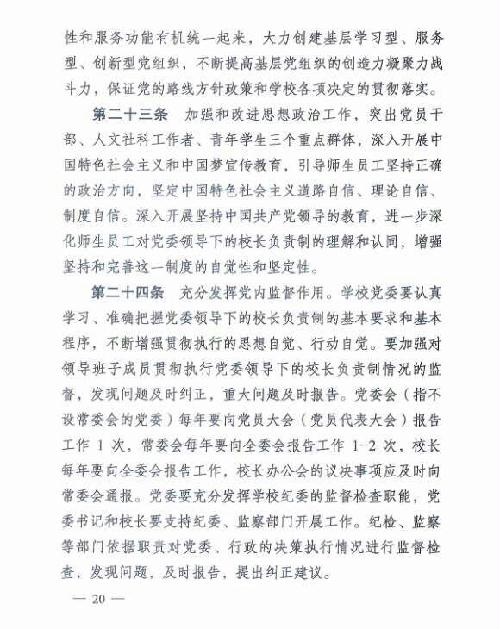 性和服务功能有机统一起来，大力创建基层学习型、服务
型、创新型党组织，不断提高基层党组织的创造力凝聚力战
斗力，保证党的路线方针政策和学校各项决定的贯彻落实。
第二十三条　加强和改进思想政治工作，突出党员干
部、人文社科工作者、青年学生三个重点群体，深入开展中
国特色社会主义和中国梦宣传教育，引导师生员工坚持正确
的政治方向，坚定中国特色社会主义道路自信、理论自信、
制度自信。深入开展坚持中国共产党领导的教育，进一步深
化师生员工对党委领导下的校长负责制的理解和认同，增强
坚持和完善这一制度的自觉性和坚定性。
第二十四条　充分发挥党内监督作用。学校党委要认真
学习、准确把握党委领导下的校长负责制的基本要求和基本
程序，不断增强贯彻执行的思想自觉、行动自觉。要加强对
领导班子成员贯彻执行党委领导下的校长负责制情况的监
督，发现问题及时纠正，重大问题及时报告。党委会（指不
设常委会的党委）每年要向党员大会（党员代表大会）报告
工作 1 次，常委会每年要向全委会报告工作 1-2 次，校长
每年要向全委会报告工作，校长办公会的议决事项应及时向
常委会通报。党委要充分发挥学校纪委的监督检查职能，党
委书记和校长要支持纪委、监察部门开展工作。纪检、监察
等部门依据职责对党委、行政的决策执行情况进行监督检
查，发现问题，及时报告，提出纠正建议。
— 20 —